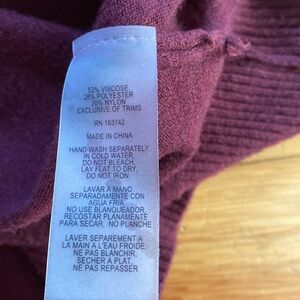 52% VISCOSE
28% POLYESTER
20% NYLON
EXCLUSIVE OF TRIMS
RN 163742
MADE IN CHINA
HAND WASH SEPARATELY
IN COLD WATER.
DO NOT BLEACH.
LAY FLAT TO DRY.
DO NOT IRON.
LAVAR A MANO
SEPARADAMENTE CON
AGUA FRIA.
NO USE BLANQUEADOR.
RECOSTAR PLANAMENTE
PARA SECAR. NO PLANCHE
LAVER SEPAREMENT A
LA MAIN A L'EAU FROIDE.
NE PAS BLANCHIR,
SECHER A PLAT.
NE PAS REPASSER